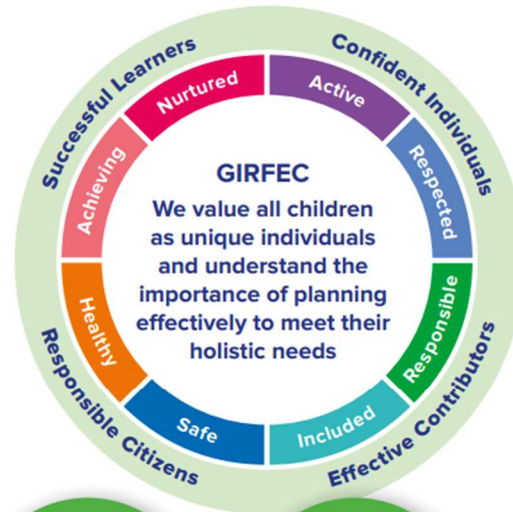 Successful Learners
Confident Individuals
Nurtured
Active
Achieving
Respected
GIRFEC
We value all children
as unique individuals
and understand the
importance of planning
effectively to meet their
holistic needs
Healthy
Responsible
Safe
Included
Responsible Citizens
Effective Contributors